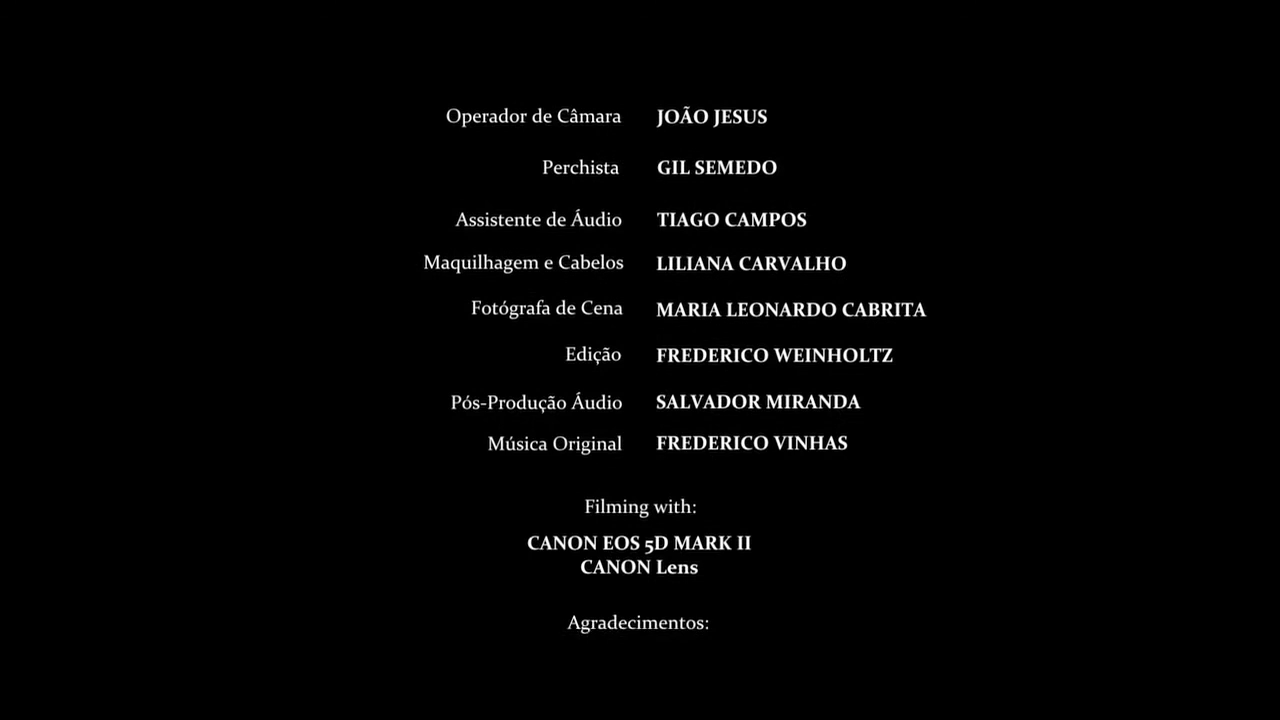 Operador de Câmara JOÃO JESUS
Perchista GIL SEMEDO
Assistente de Áudio TIAGO CAMPOS
Maquilhagem e Cabelos LILIANA CARVALHO
Fotógrafa de Cena MARIA LEONARDO CABRITA
Edição FREDERICO WEINHOLTZ
Pós-Produção Áudio SALVADOR MIRANDA
Música Original FREDERICO VINHAS
Filming with:
CANON EOS 5D MARK II
CANON Lens
Agradecimentos: